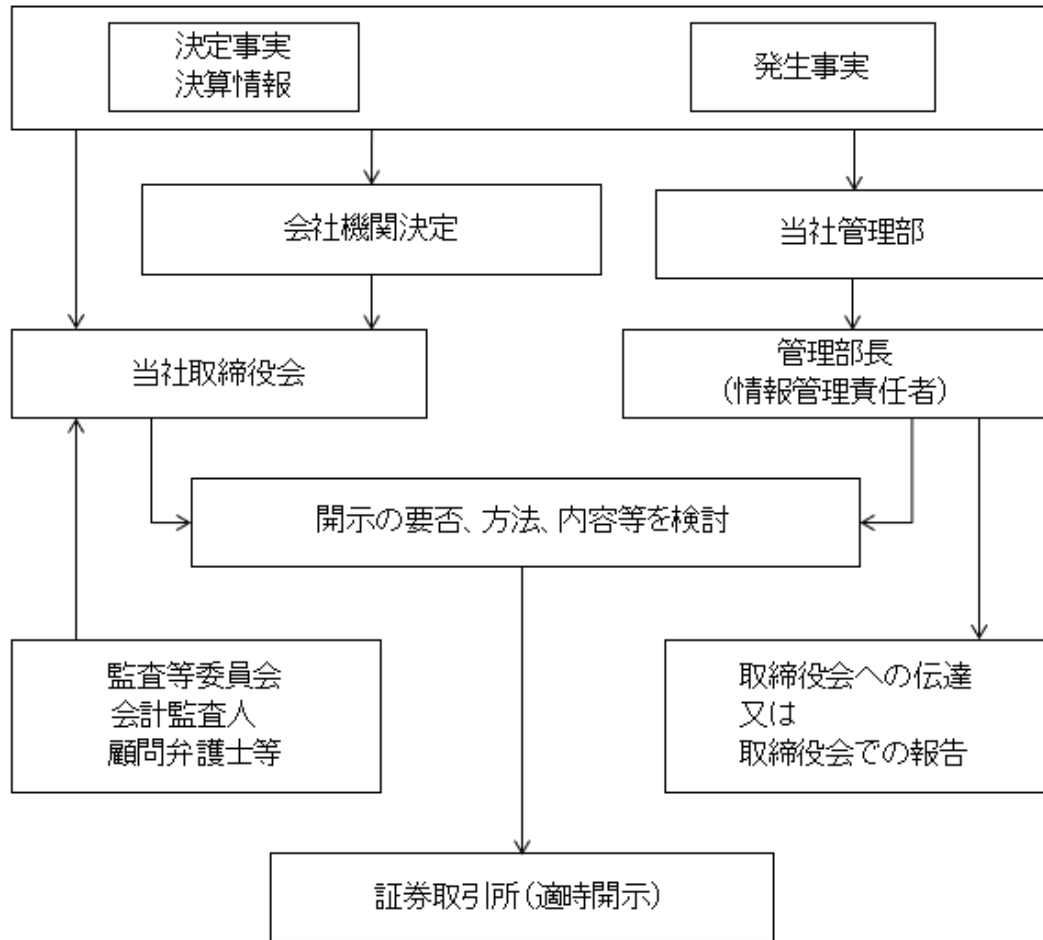 決定事実
決算情報
発生事実
会社機関決定
当社管理部
当社取締役会
管理部長
(情報管理責任者)
開示の要否、方法、内容等を検討
監査等委員会
会計監査人
顧問弁護士等
取締役会への伝達
又は
取締役会での報告
証券取引所(適時開示)